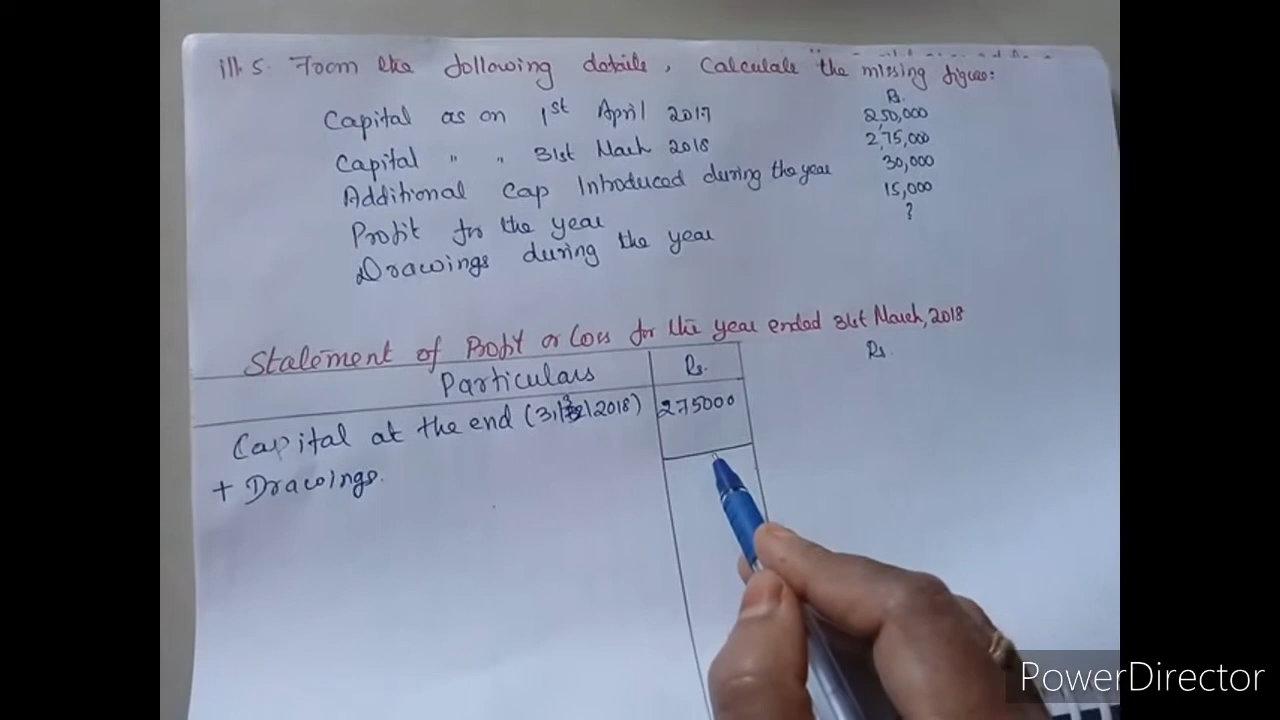 ill. 5. From the following details, Calculate the missing figure:
Rs.
Capital as on 1st April 2017 250,000
Capital " " 31st March 2018 2,75,000
Additional Cap Introduced during the year 30,000
Profit for the year 15,000
Drawings during the year ?
Statement of Profit or Loss for the year ended 31st March, 2018
Particulars Rs. Rs.
Capital at the end (31/3/2018) 275000
+ Drawings.
PowerDirector